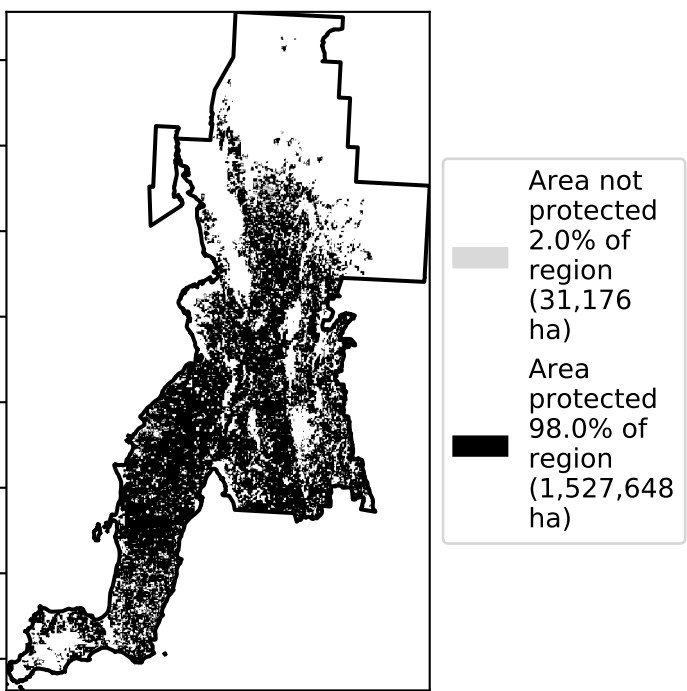 Area not
protected
2.0% of
region
(31,176
ha)
Area
protected
98.0% of
region
(1,527,648
ha)